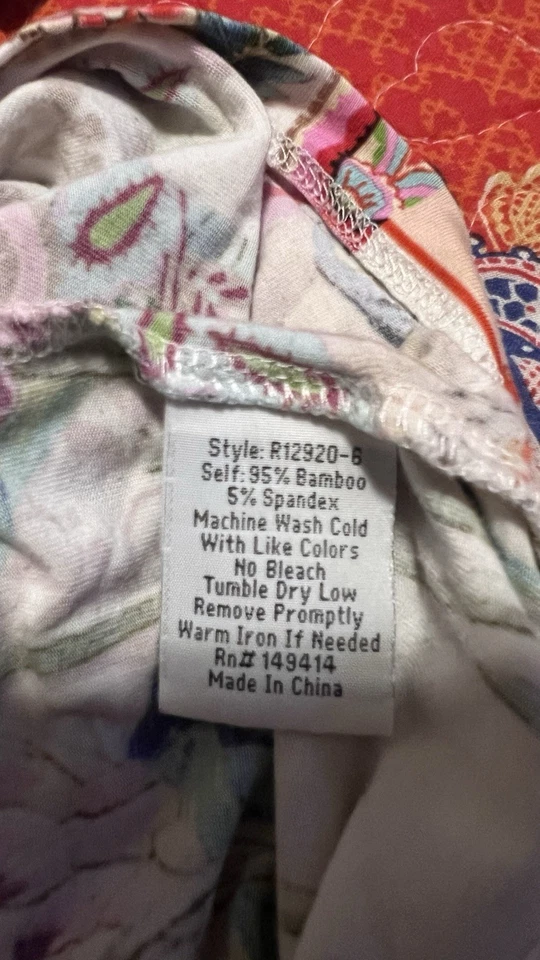 Style: R12920-6
Self: 95% Bamboo
5% Spandex
Machine Wash Cold
With Like Colors
No Bleach
Tumble Dry Low
Remove Promptly
Warm Iron If Needed
Rn# 149414
Made In China